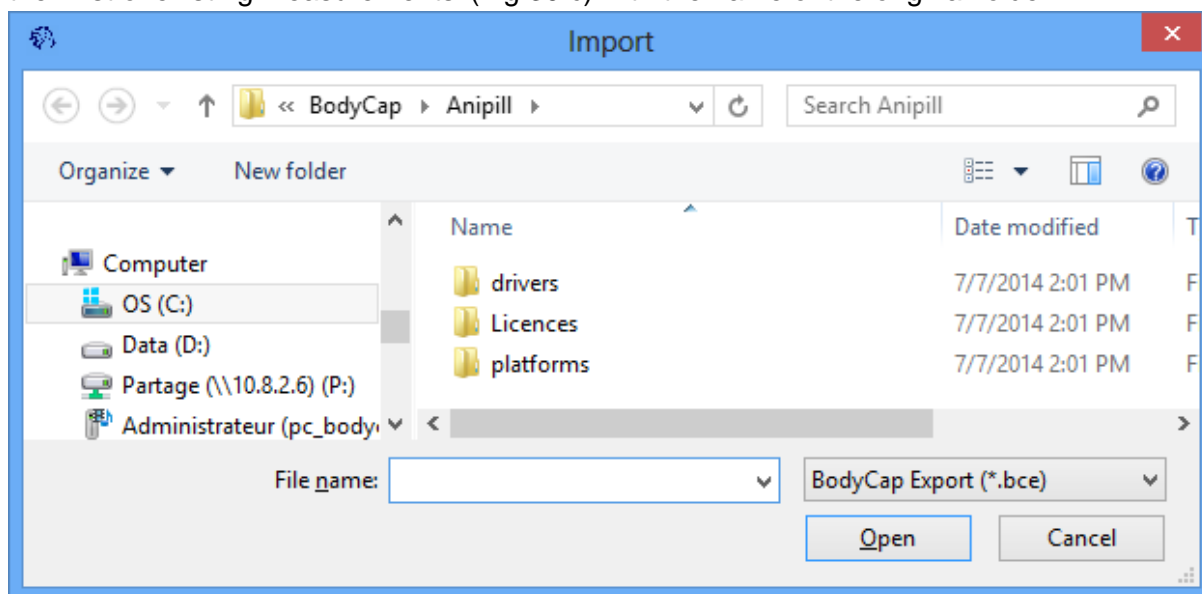 Import
« BodyCap Anipill
Search Anipill
Organize New folder
Name Date modified T
Computer
OS (C:)
drivers 7/7/2014 2:01 PM F
Data (D:)
Licences 7/7/2014 2:01 PM F
Partage (\\10.8.2.6) (P:)
platforms 7/7/2014 2:01 PM F
Administrateur (pc_body
File name:
BodyCap Export (*.bce)
Open Cancel